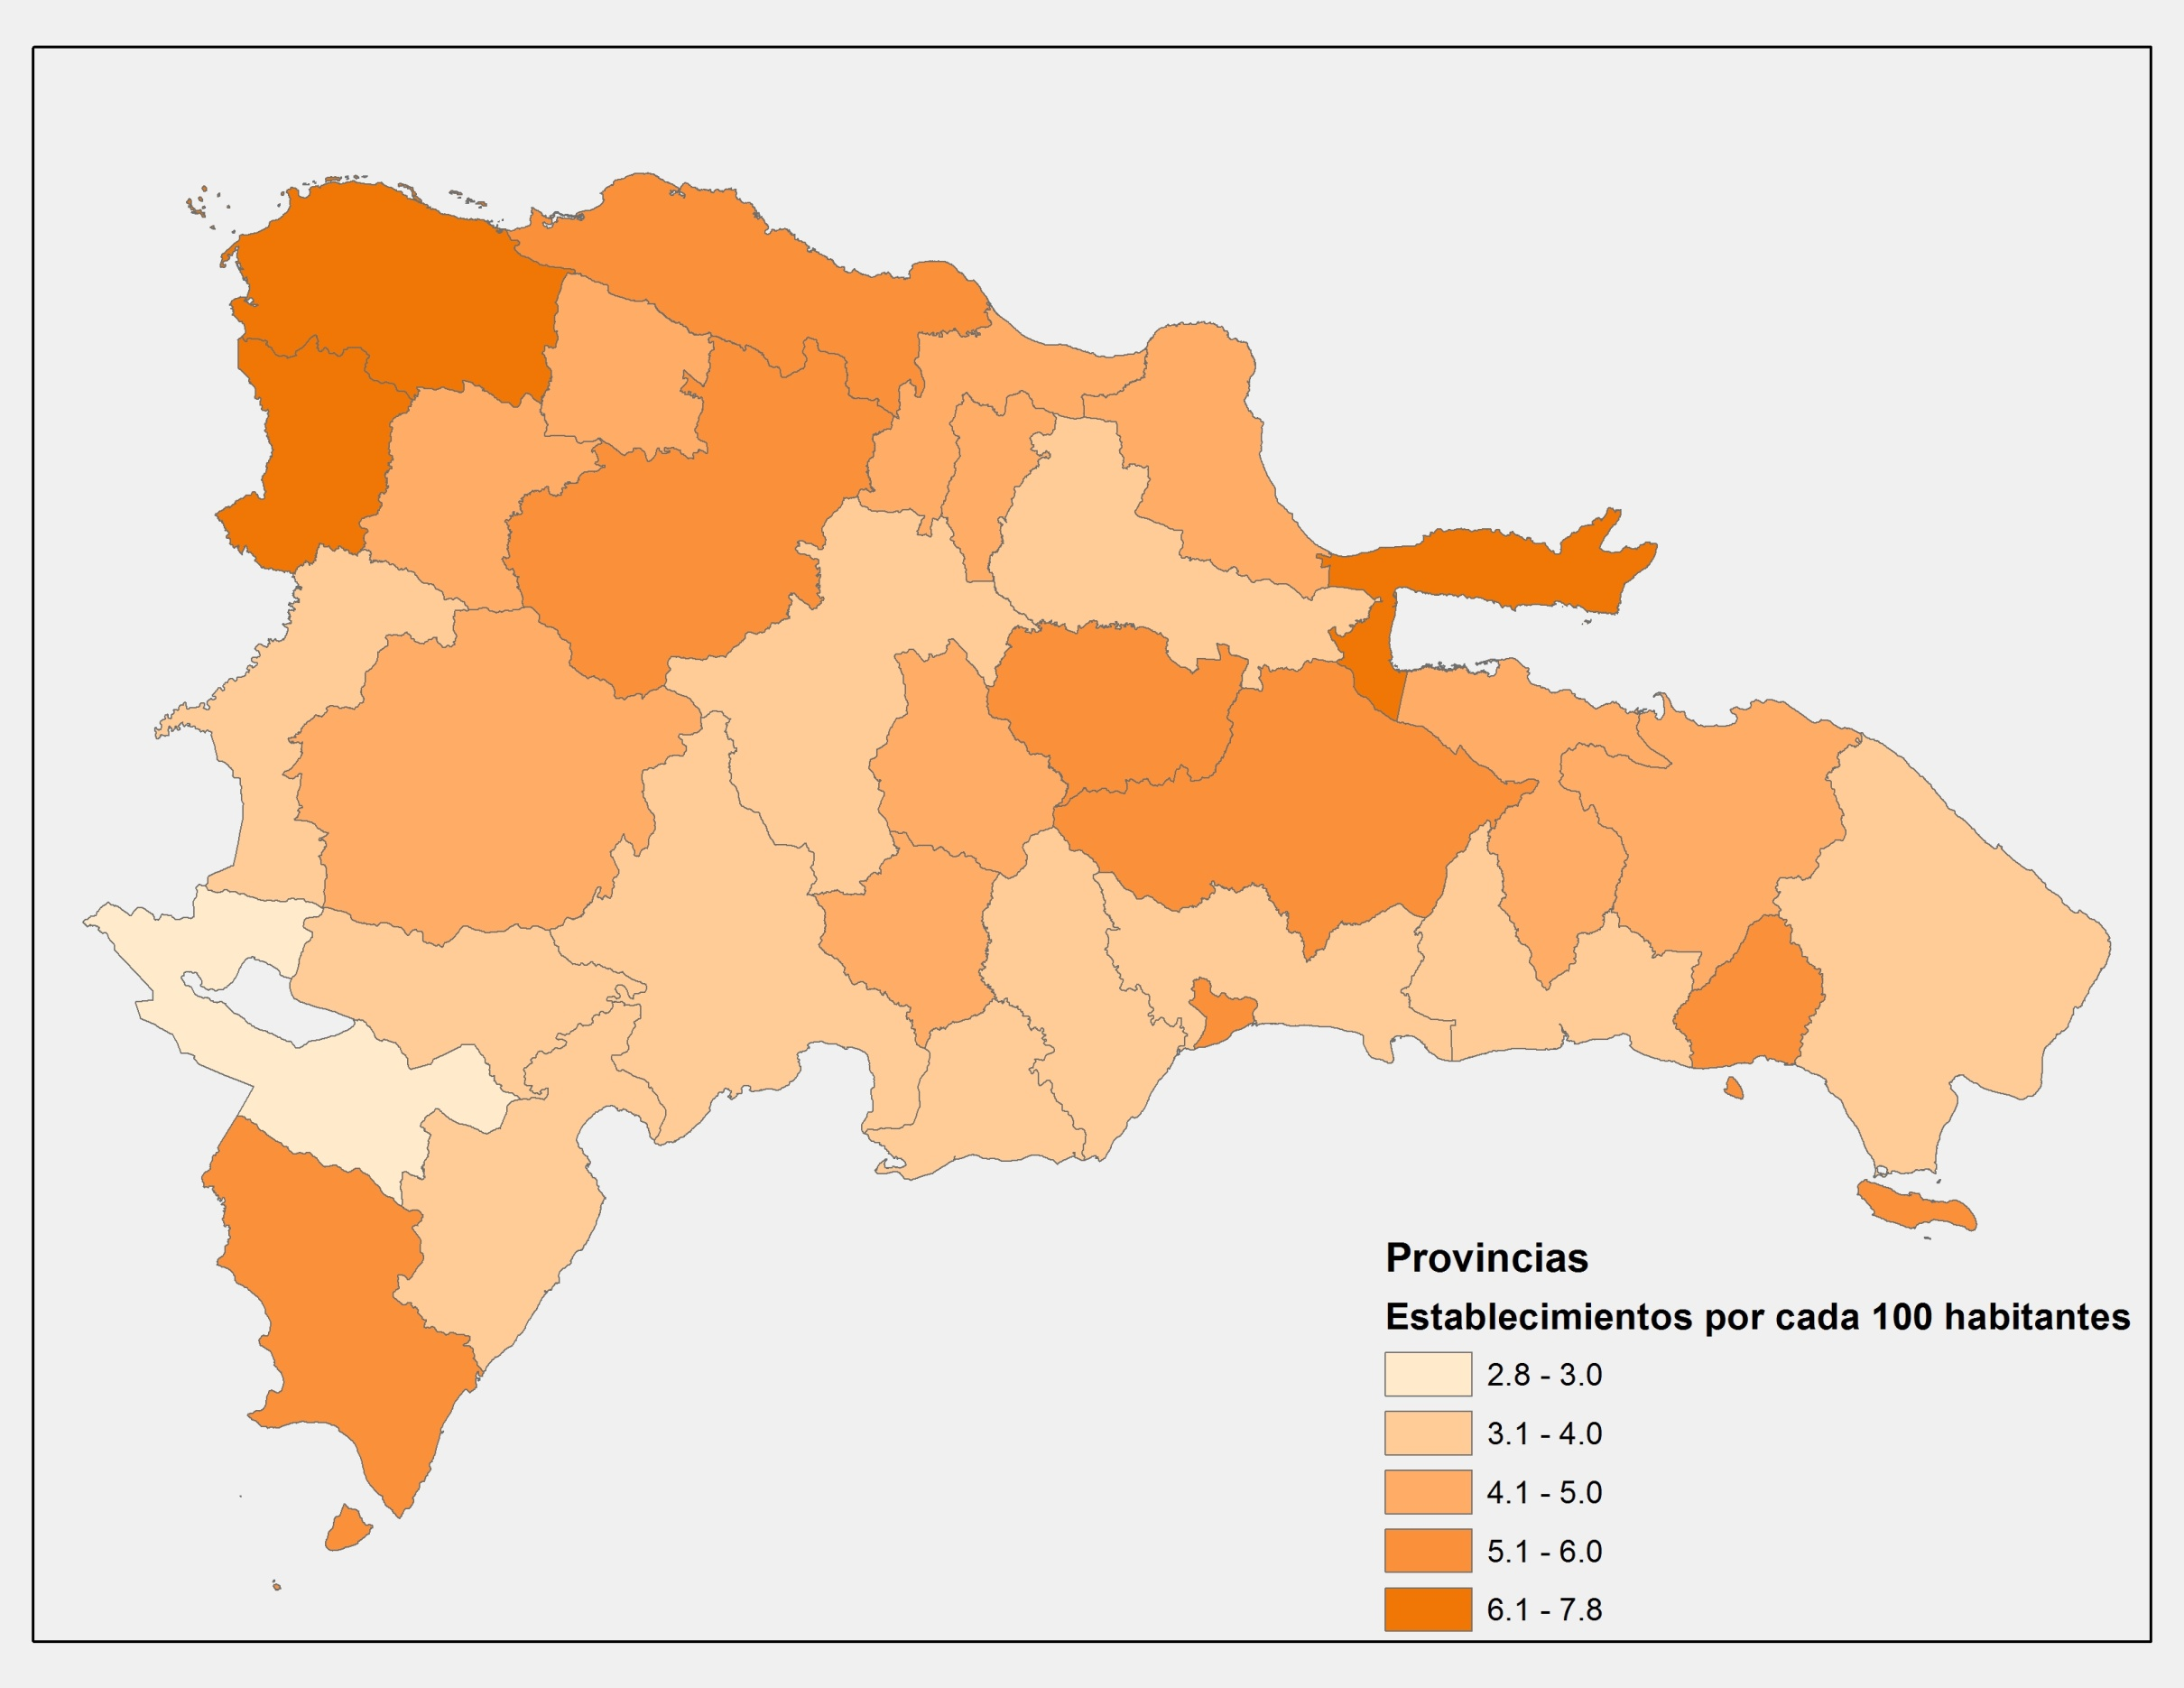 Provincias
Establecimientos por cada 100 habitantes
2.8 - 3.0
3.1 - 4.0
4.1 - 5.0
5.1 - 6.0
6.1 - 7.8